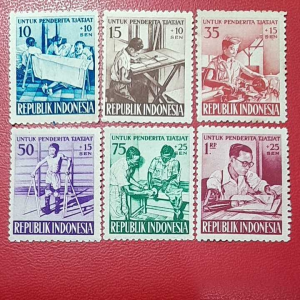 UNTUK PENDERITA TJATJAT
10 +10 SEN
REPUBLIK INDONESIA
UNTUK PENDERITA TJATJAT
15 +10 SEN
REPUBLIK INDONESIA
UNTUK PENDERITA TJATJAT
35 +15 SEN
REPUBLIK INDONESIA
UNTUK PENDERITA TJATJAT
50 +15 SEN
REPUBLIK INDONESIA
UNTUK PENDERITA TJATJAT
75 +25 SEN
REPUBLIK INDONESIA
UNTUK PENDERITA TJATJAT
1 RP +25 SEN
REPUBLIK INDONESIA